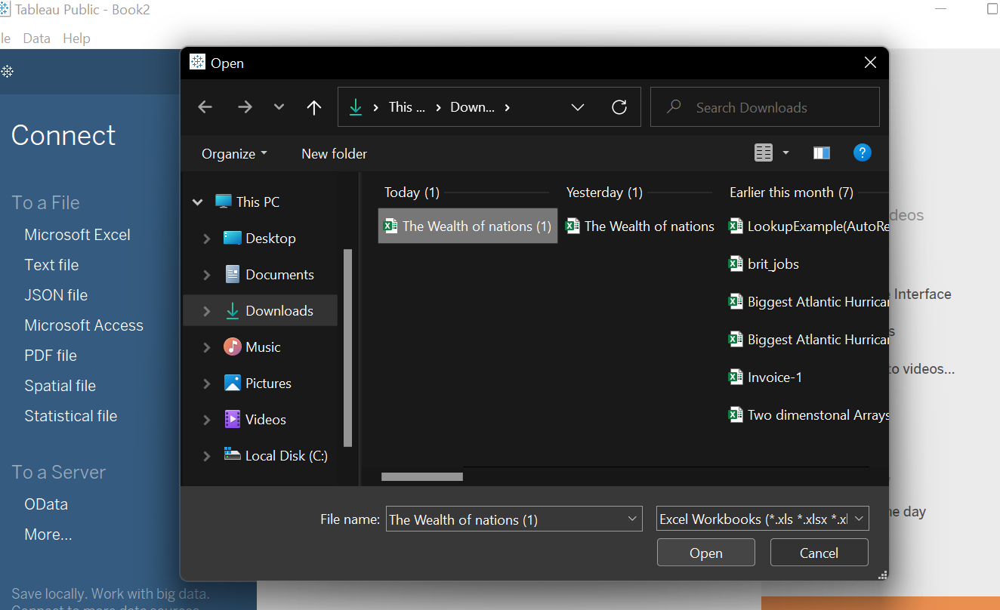 Tableau Public - Book2
le Data Help
Connect
To a File
Microsoft Excel
Text file
JSON file
Microsoft Access
PDF file
Spatial file
Statistical file
To a Server
OData
More...
Save locally. Work with big data.
Connect to more data sources.
Open
This ... Down...
Search Downloads
Organize New folder
?
This PC
Desktop
Documents
Downloads
Music
Pictures
Videos
Local Disk (C:)
Today (1)
The Wealth of nations (1)
Yesterday (1)
The Wealth of nations
Earlier this month (7)
LookupExample(AutoRe
brit_jobs
Biggest Atlantic Hurrica
Biggest Atlantic Hurrica
Invoice-1
Two dimenstonal Arrays
File name: The Wealth of nations (1)
Excel Workbooks (*.xls *.xlsx *.xl
Open Cancel
deos
Interface
s
to videos...
he day